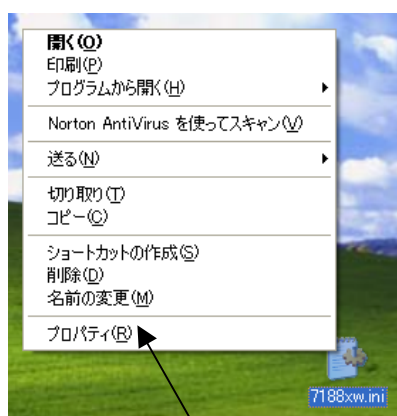 開く(O)
印刷(P)
プログラムから開く(H)
Norton AntiVirus を使ってスキャン(V)
送る(N)
切り取り(T)
コピー(C)
ショートカットの作成(S)
削除(D)
名前の変更(M)
プロパティ(R)
7188xw.ini